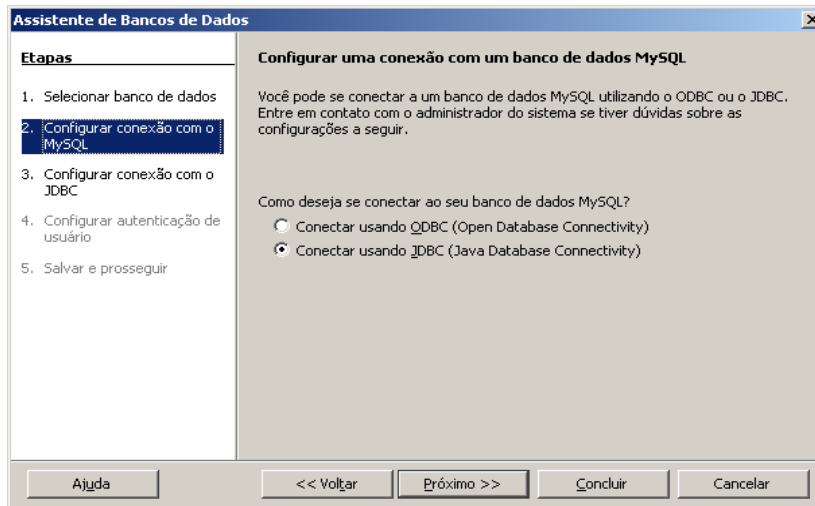 Assistente de Bancos de Dados
Etapas
1. Selecionar banco de dados
2. Configurar conexão com o
MySQL
3. Configurar conexão com o
JDBC
4. Configurar autenticação de
usuário
5. Salvar e prosseguir
Configurar uma conexão com um banco de dados MySQL
Você pode se conectar a um banco de dados MySQL utilizando o ODBC ou o JDBC.
Entre em contato com o administrador do sistema se tiver dúvidas sobre as
configurações a seguir.
Como deseja se conectar ao seu banco de dados MySQL?
Conectar usando ODBC (Open Database Connectivity)
Conectar usando JDBC (Java Database Connectivity)
Ajuda
<< Voltar
Próximo >>
Concluir
Cancelar